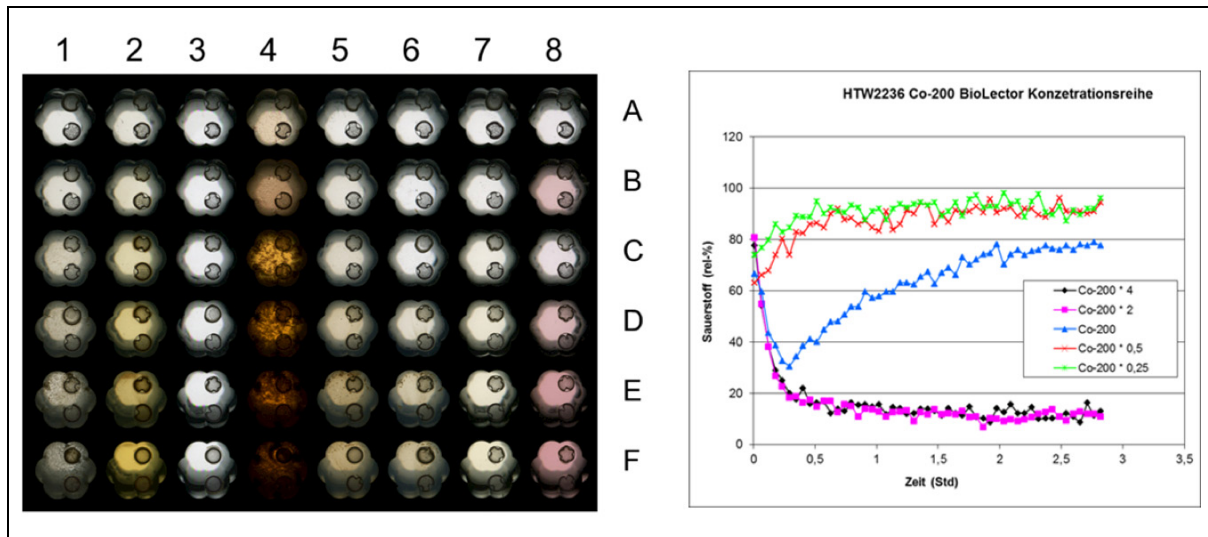 1 2 3 4 5 6 7 8
A
B
C
D
E
F
HTW2236 Co-200 BioLector Konzetrationsreihe
120
100
80
60
40
20
0
Sauerstoff (rel-%)
0 0,5 1 1,5 2 2,5 3 3,5
Zeit (Std)
Co-200 * 4
Co-200 * 2
Co-200
Co-200 * 0,5
Co-200 * 0,25